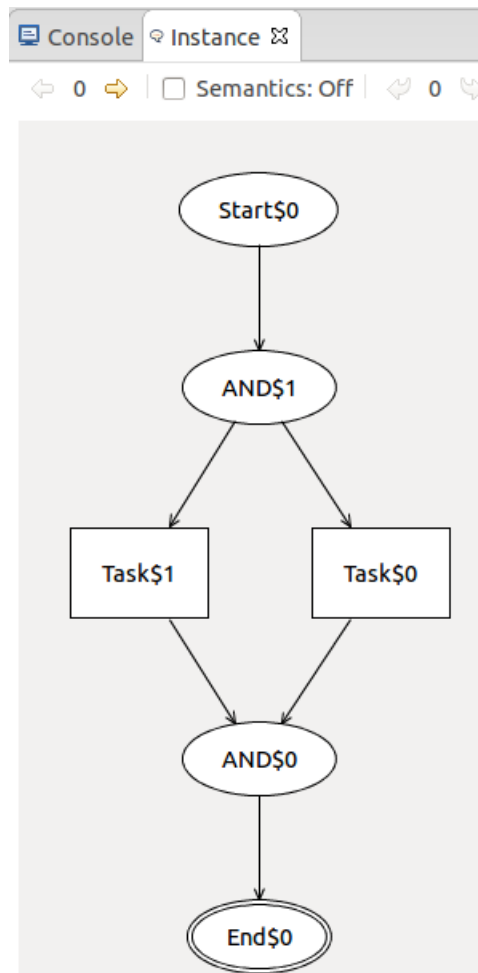 Console Instance
0 Semantics: Off 0
Start$0
AND$1
Task$1 Task$0
AND$0
End$0